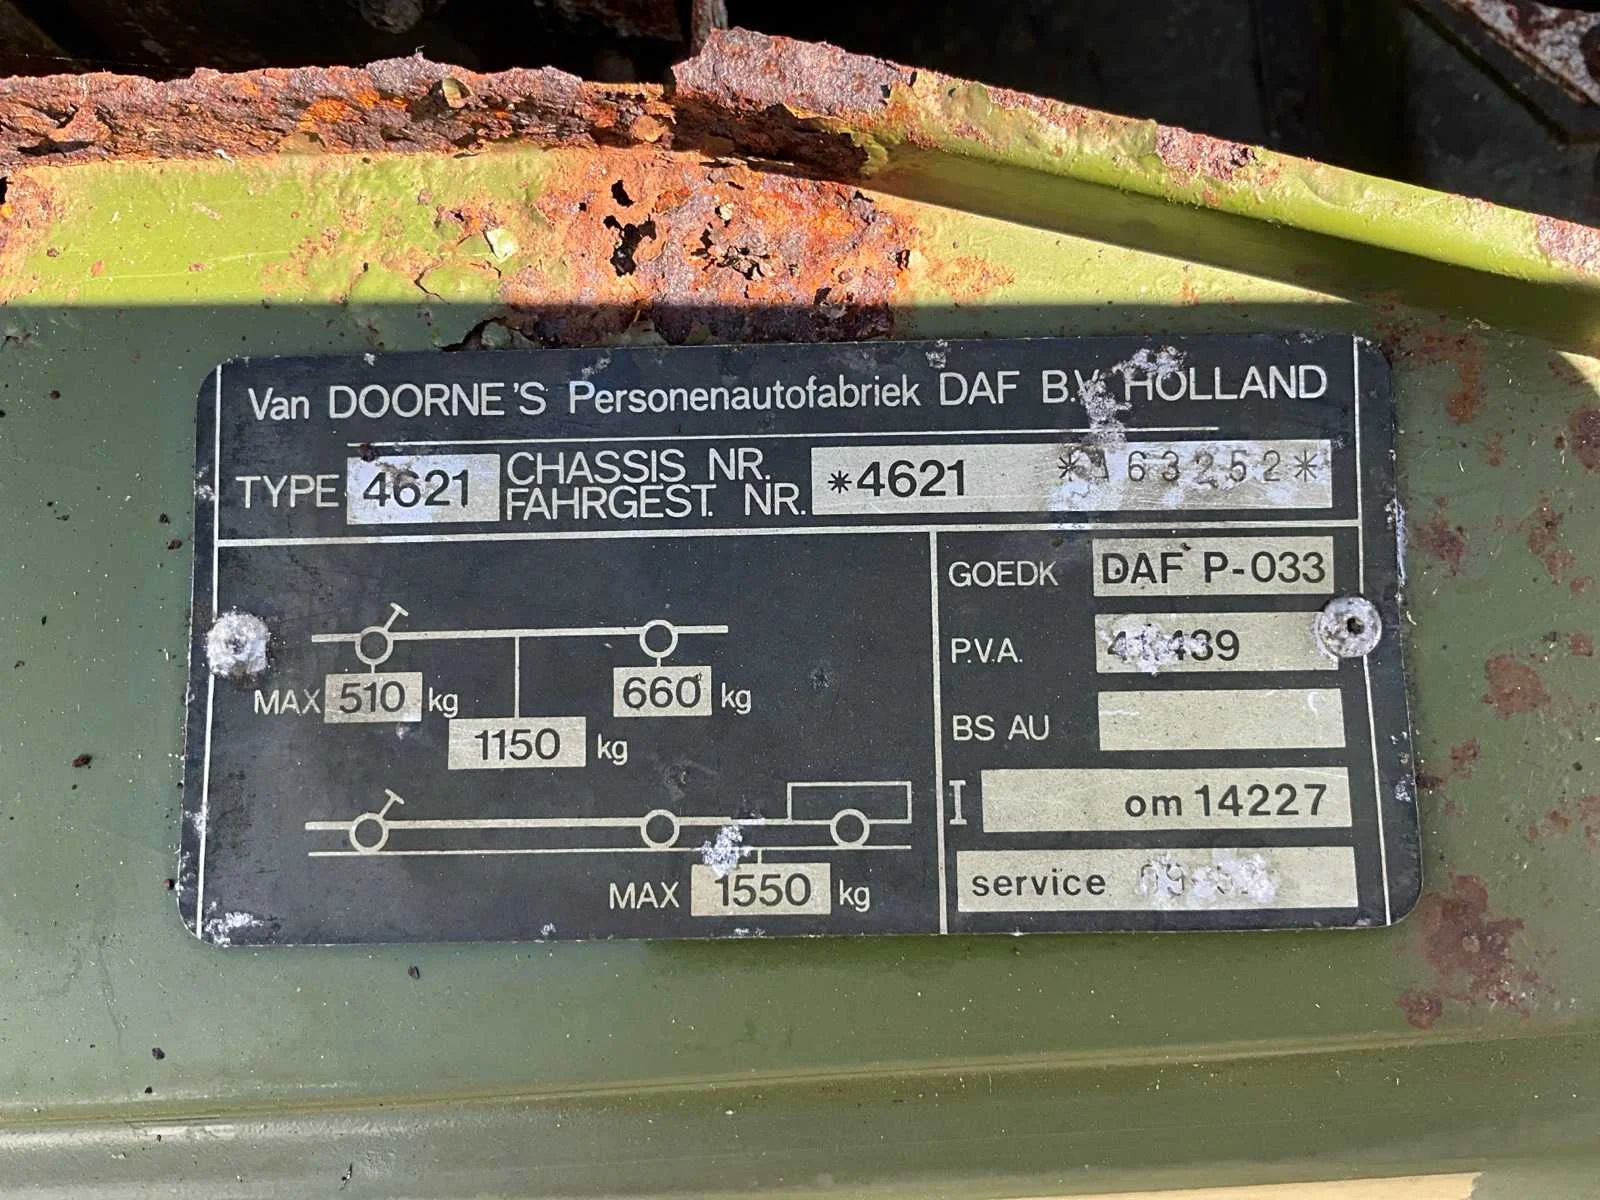 Van DOORNE'S Personenautofabriek DAF B.V. HOLLAND
TYPE 4621 CHASSIS NR. FAHRGEST. NR. *4621 *163252*
GOEDK DAF P-033
P.V.A. 439
BS AU
MAX 510 kg 660 kg
1150 kg
I om 14227
MAX 1550 kg
service